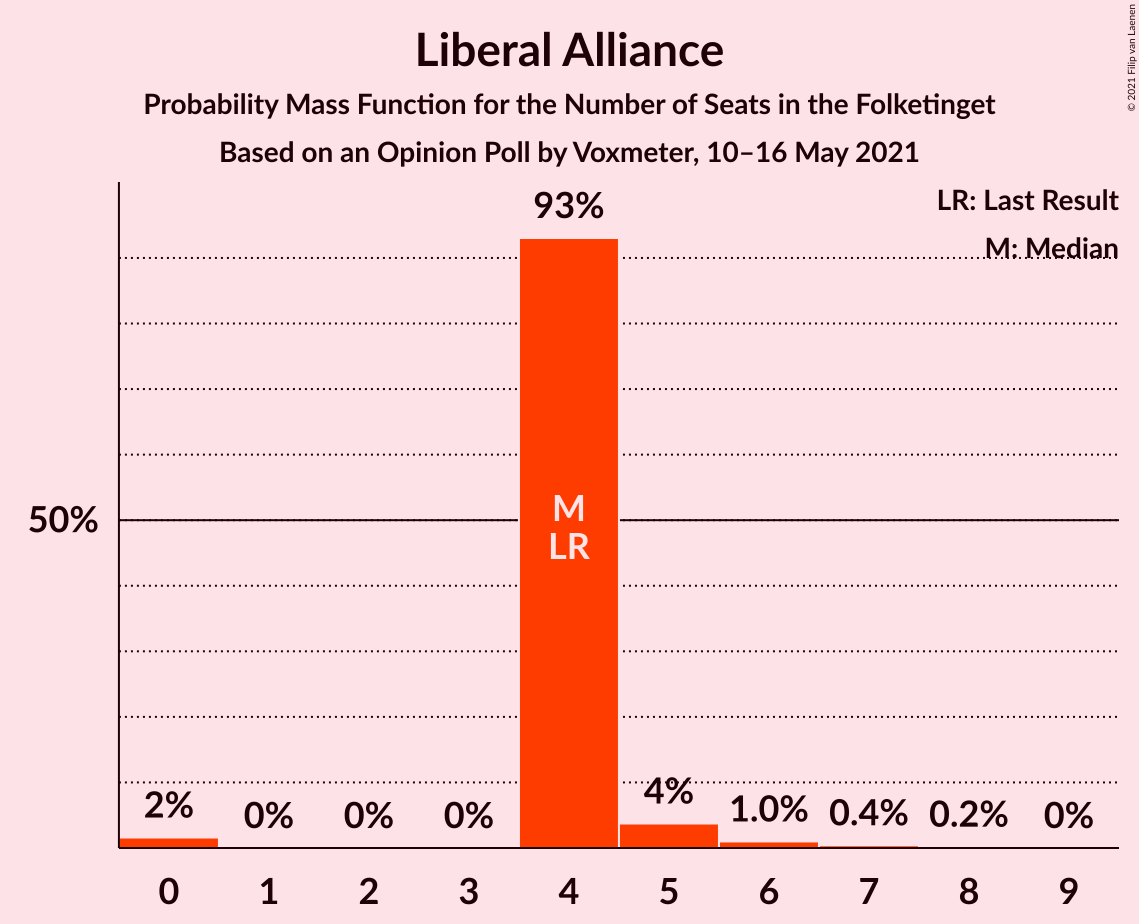 Liberal Alliance
Probability Mass Function for the Number of Seats in the Folketinget
Based on an Opinion Poll by Voxmeter, 10–16 May 2021
© 2021 Filip van Laenen
LR: Last Result
M: Median
93%
50%
M
LR
2%
0%
0%
0%
4%
1.0%
0.4%
0.2%
0%
0 1 2 3 4 5 6 7 8 9